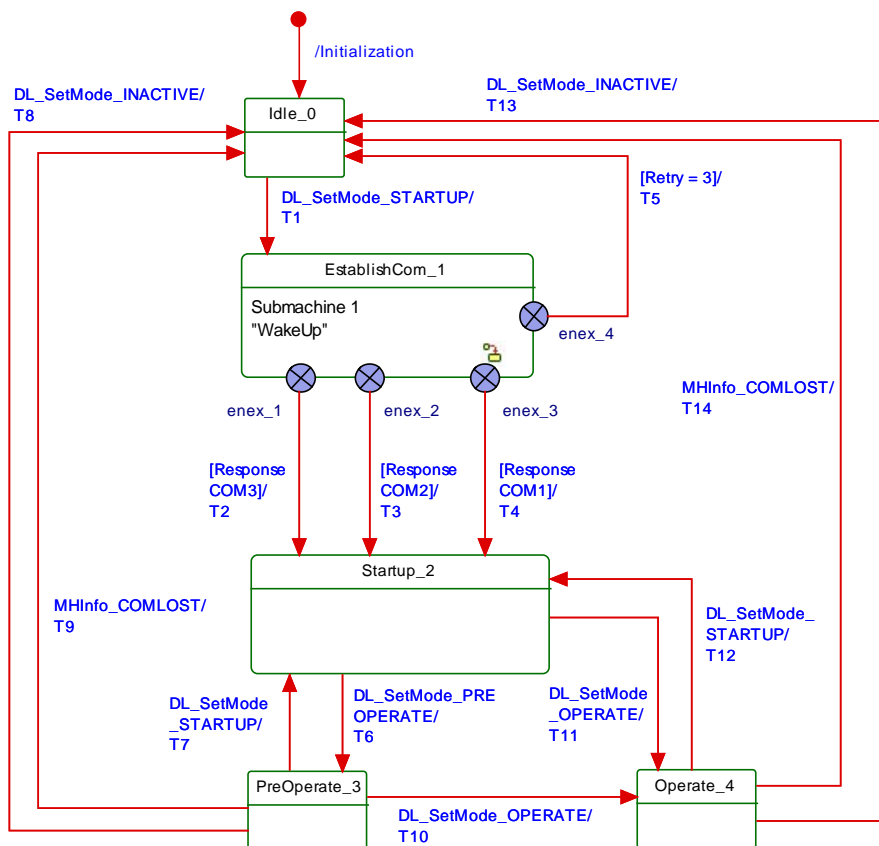 /Initialization
DL_SetMode_INACTIVE/
T8
DL_SetMode_INACTIVE/
T13
Idle_0
DL_SetMode_STARTUP/
T1
[Retry = 3]/
T5
EstablishCom_1
Submachine 1
"WakeUp"
enex_4
enex_1
enex_2
enex_3
MHInfo_COMLOST/
T14
[Response
COM3]/
T2
[Response
COM2]/
T3
[Response
COM1]/
T4
Startup_2
MHInfo_COMLOST/
T9
DL_SetMode_
STARTUP/
T12
DL_SetMode
_STARTUP/
T7
DL_SetMode_PRE
OPERATE/
T6
DL_SetMode
_OPERATE/
T11
PreOperate_3
Operate_4
DL_SetMode_OPERATE/
T10